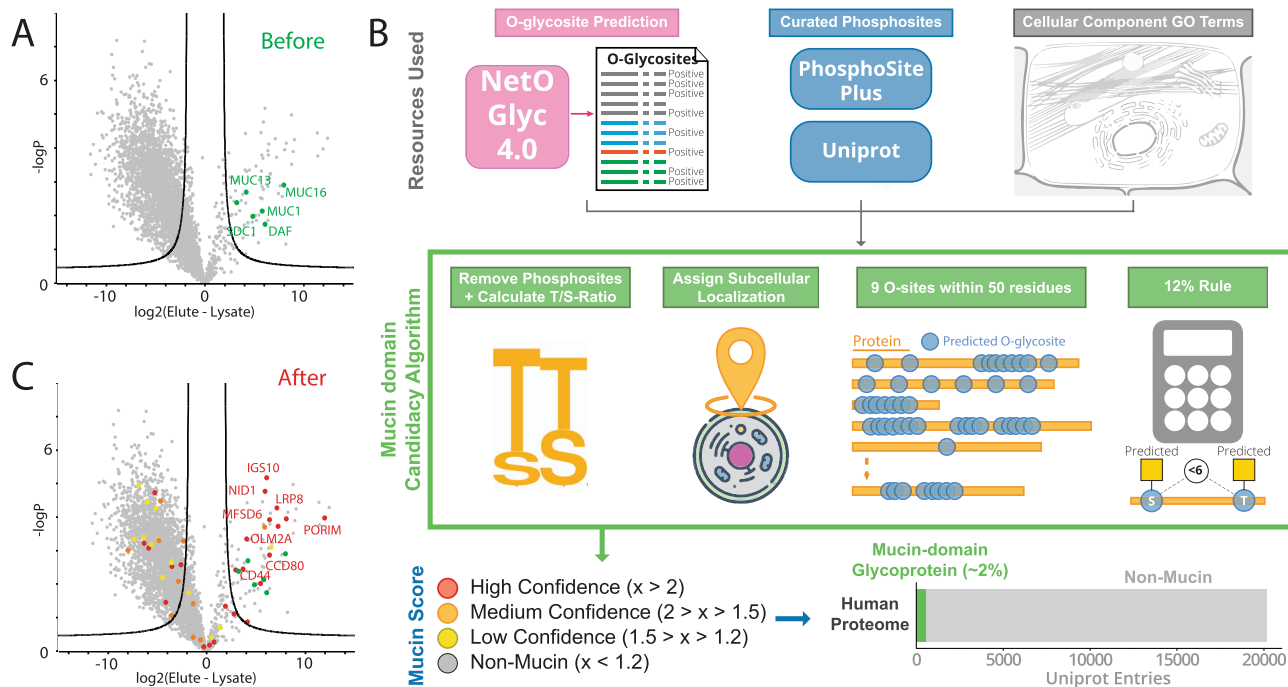 A
Before
6
-logP
0
MUC13
MUC16
MUC1
SDC1
DAF
-10
0
10
log2(Elute - Lysate)
B
Resources Used
O-glycosite Prediction
Curated Phosphosites
Cellular Component GO Terms
NetO
Glyc
4.0
O-Glycosites
Positive
Positive
Positive
Positive
Positive
Positive
Positive
Positive
Positive
Positive
PhosphoSite
Plus
Uniprot
Mucin domain
Candidacy Algorithm
Remove Phosphosites
+ Calculate T/S-Ratio
Assign Subcellular
Localization
9 O-sites within 50 residues
12% Rule
T
S
T
S
Protein
Predicted O-glycosite
Predicted
Predicted
<6
S
T
C
After
6
-logP
0
IGS10
NID1
LRP8
MFSD6
PORIM
OLM2A
CCD80
CD44
-10
0
10
log2(Elute - Lysate)
Mucin Score
High Confidence (x > 2)
Medium Confidence (2 > x > 1.5)
Low Confidence (1.5 > x > 1.2)
Non-Mucin (x < 1.2)
Mucin-domain
Glycoprotein (~2%)
Non-Mucin
Human
Proteome
0
5000
10000
15000
20000
Uniprot Entries